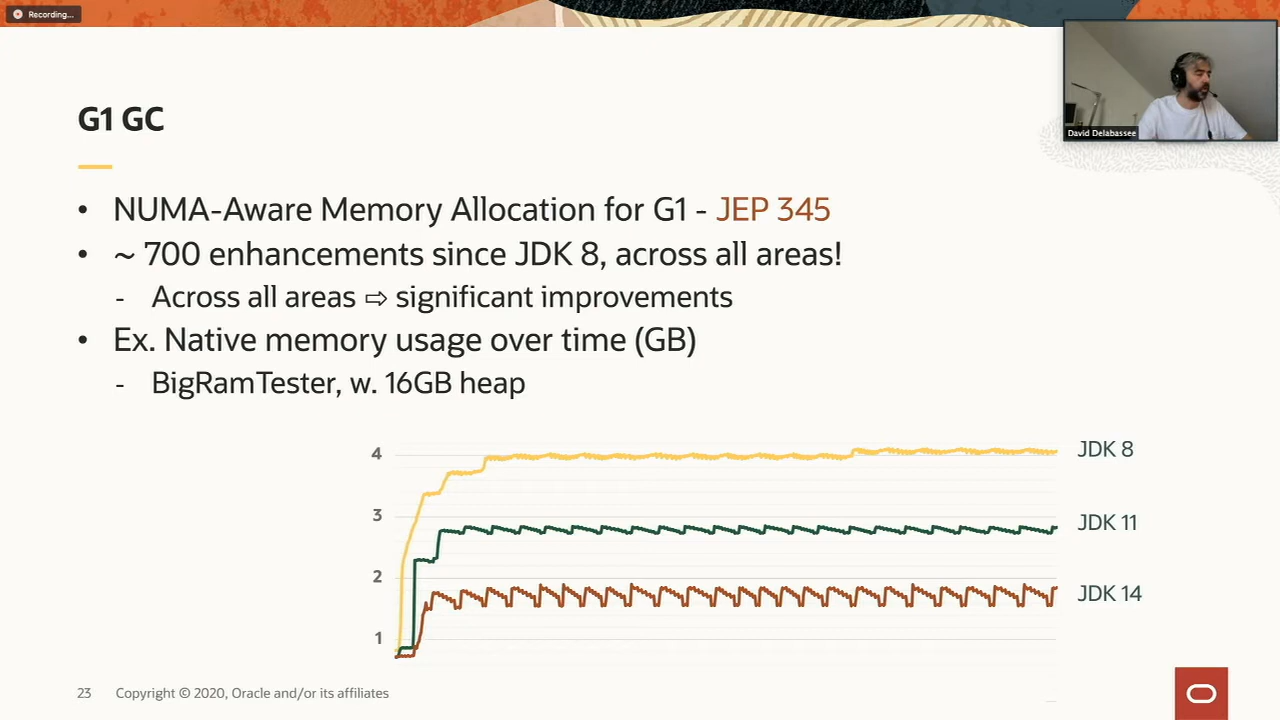 Recording...
David Delabassee
G1 GC
• NUMA-Aware Memory Allocation for G1 - JEP 345
• ~ 700 enhancements since JDK 8, across all areas!
- Across all areas ⇨ significant improvements
• Ex. Native memory usage over time (GB)
- BigRamTester, w. 16GB heap
4
JDK 8
3
JDK 11
2
JDK 14
1
23 Copyright © 2020, Oracle and/or its affiliates